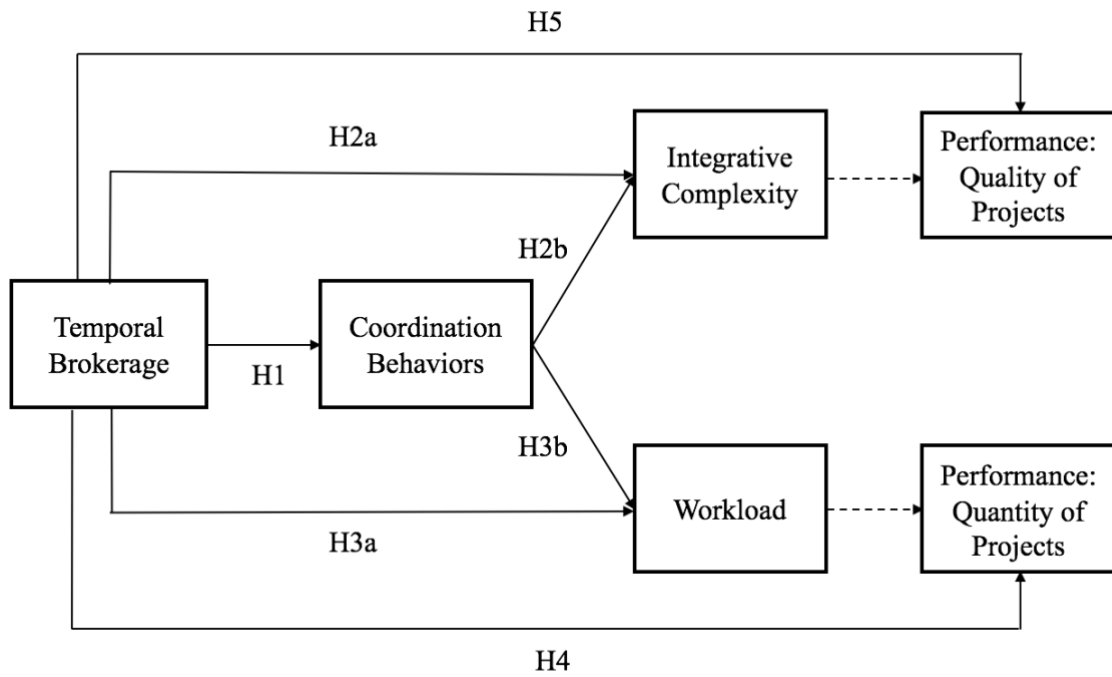 H5
H2a
Integrative
Complexity
Performance:
Quality of
Projects
H2b
Temporal
Brokerage
H1
Coordination
Behaviors
H3b
H3a
Workload
Performance:
Quantity of
Projects
H4